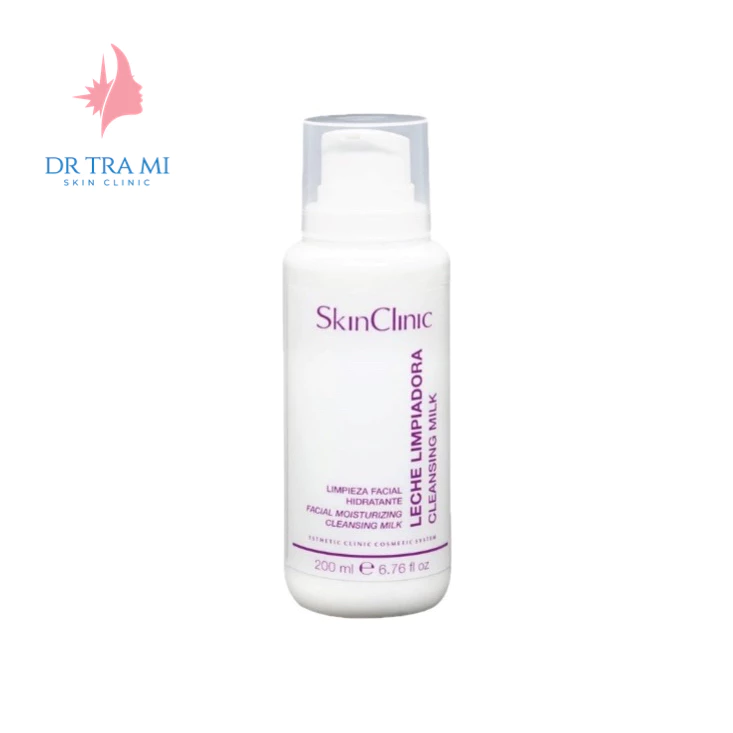 DR TRA MI
SKIN CLINIC
SkinClinic
LECHE LIMPIADORA
CLEANSING MILK
LIMPIEZA FACIAL
HIDRATANTE
FACIAL MOISTURIZING
CLEANSING MILK
ESTHETIC CLINIC COSMETIC SYSTEM
200 ml e 6.76 fl oz